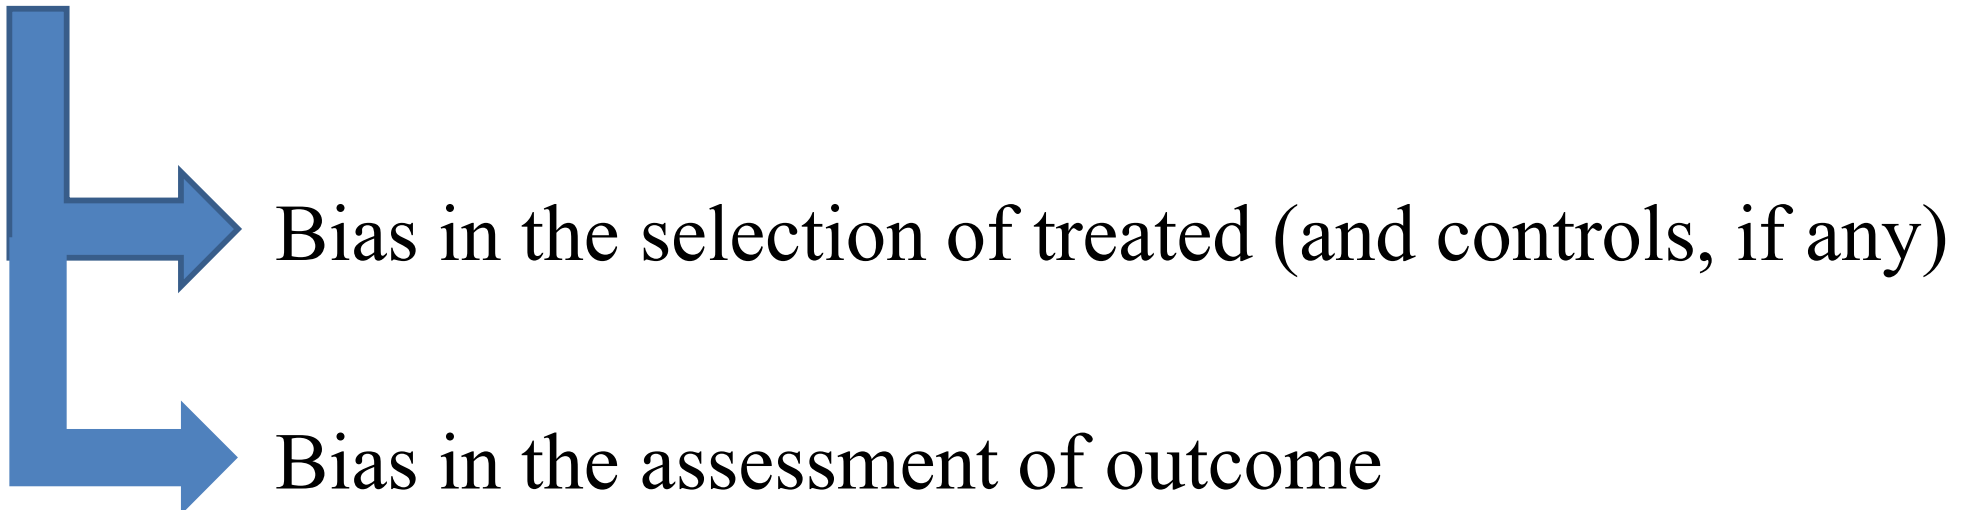 Bias in the selection of treated (and controls, if any)
Bias in the assessment of outcome